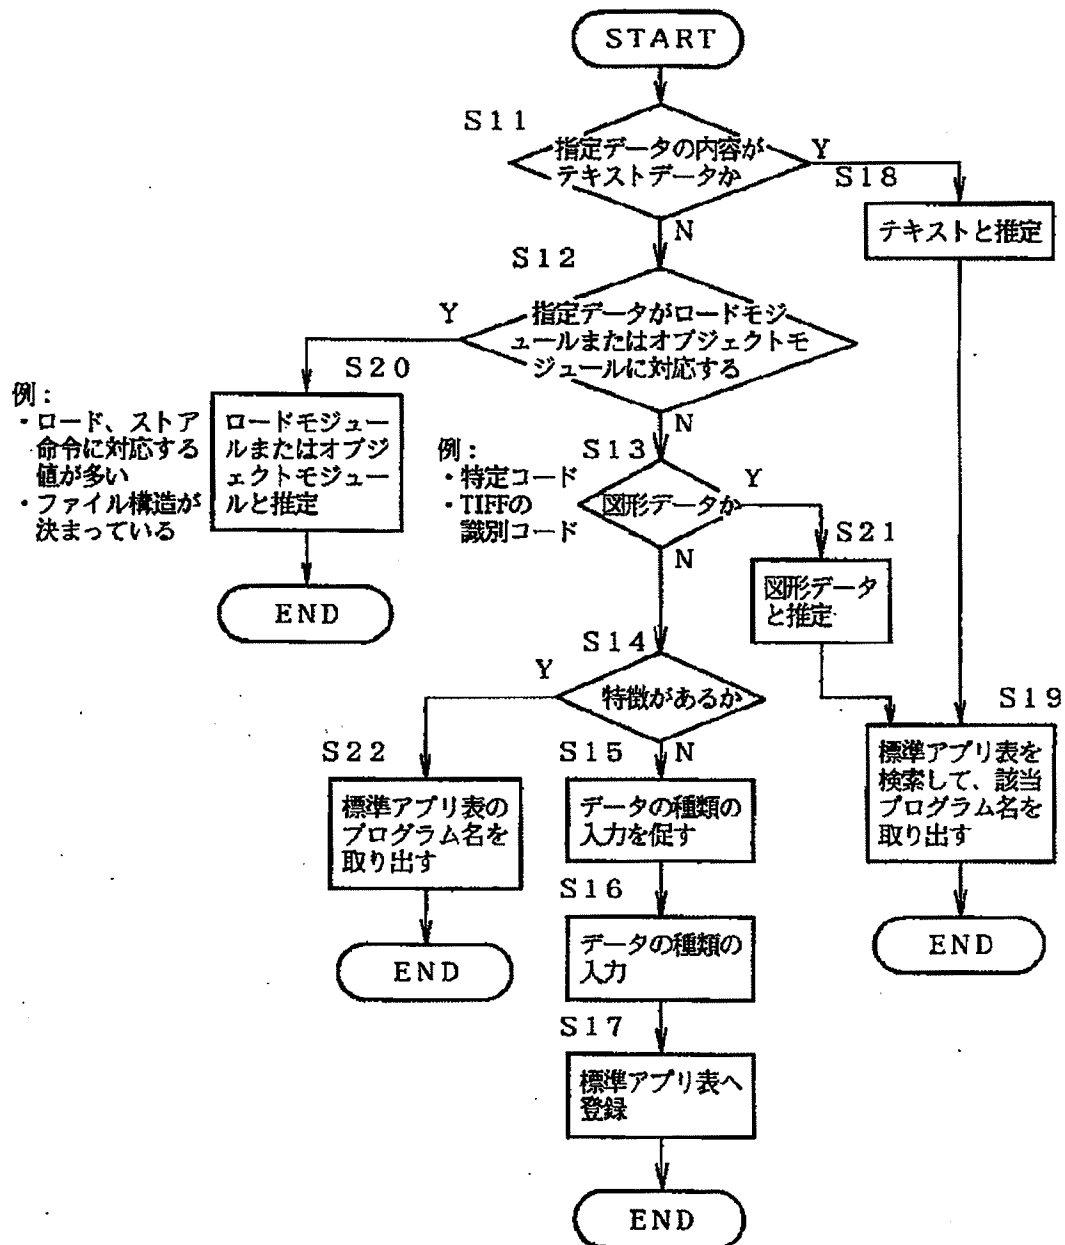 START
S11
指定データの内容が
テキストデータか
Y
S18
テキストと推定
N
S12
指定データがロードモジ
ュールまたはオブジェクトモ
ジュールに対応する
Y
S20
例：
・ロード、ストア
命令に対応する
値が多い
・ファイル構造が
決まっている
ロードモジュー
ルまたはオブジ
ェクトモジュー
ルと推定
END
N
S13
例：
・特定コード
・TIFFの
識別コード
図形データか
Y
S21
図形データ
と推定
N
S14
特徴があるか
Y
S22
標準アプリ表の
プログラム名を
取り出す
END
N
S15
データの種類の
入力を促す
S16
データの種類の
入力
S17
標準アプリ表へ
登録
END
S19
標準アプリ表を
検索して、該当
プログラム名を
取り出す
END